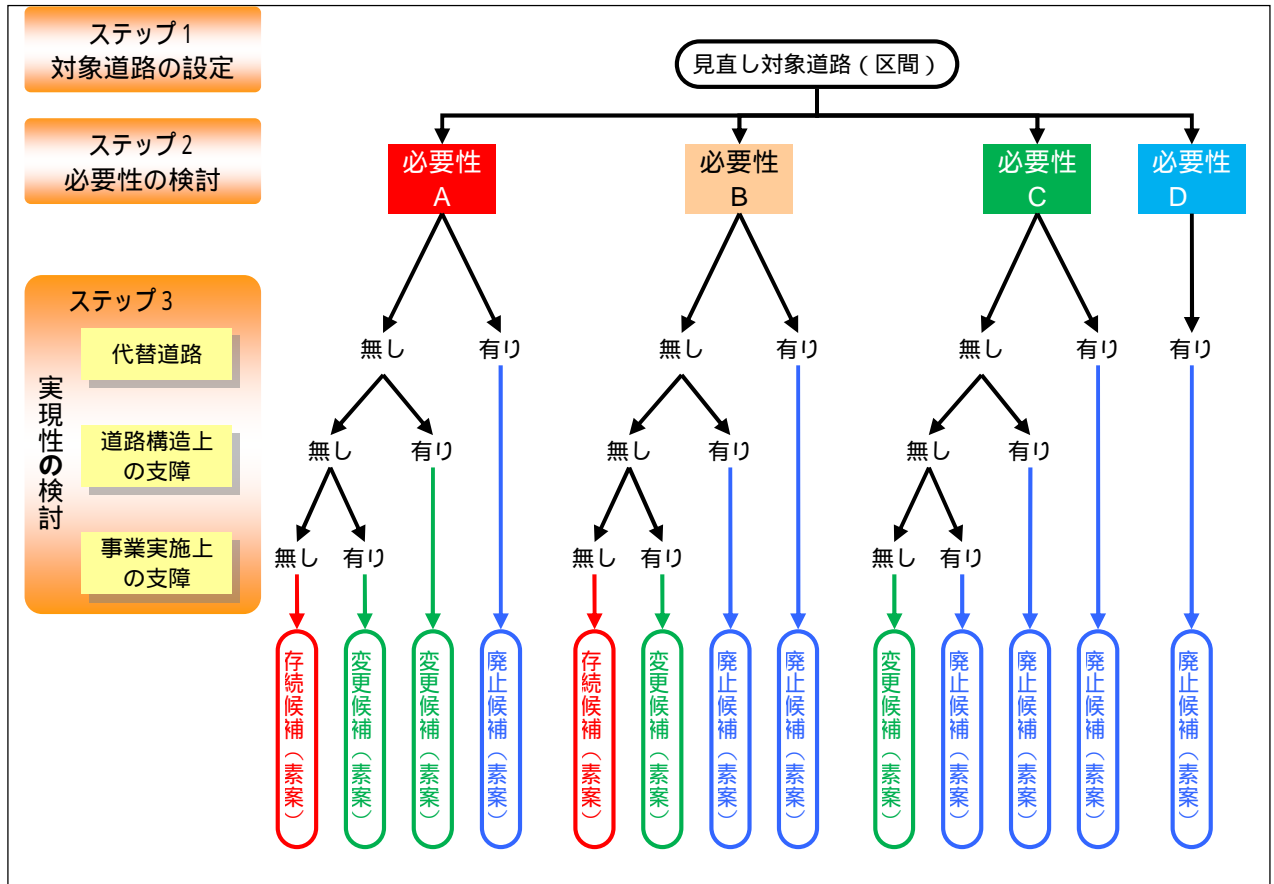 ステップ1
対象道路の設定
見直し対象道路（区間）
ステップ2
必要性の検討
必要性
A
必要性
B
必要性
C
必要性
D
ステップ3
実現性の検討
代替道路
無し
有り
無し
有り
無し
有り
有り
道路構造上
の支障
無し
有り
無し
有り
無し
有り
事業実施上
の支障
無し
有り
無し
有り
無し
有り
存続候補（素案）
変更候補（素案）
変更候補（素案）
廃止候補（素案）
存続候補（素案）
変更候補（素案）
廃止候補（素案）
廃止候補（素案）
変更候補（素案）
廃止候補（素案）
廃止候補（素案）
廃止候補（素案）
廃止候補（素案）